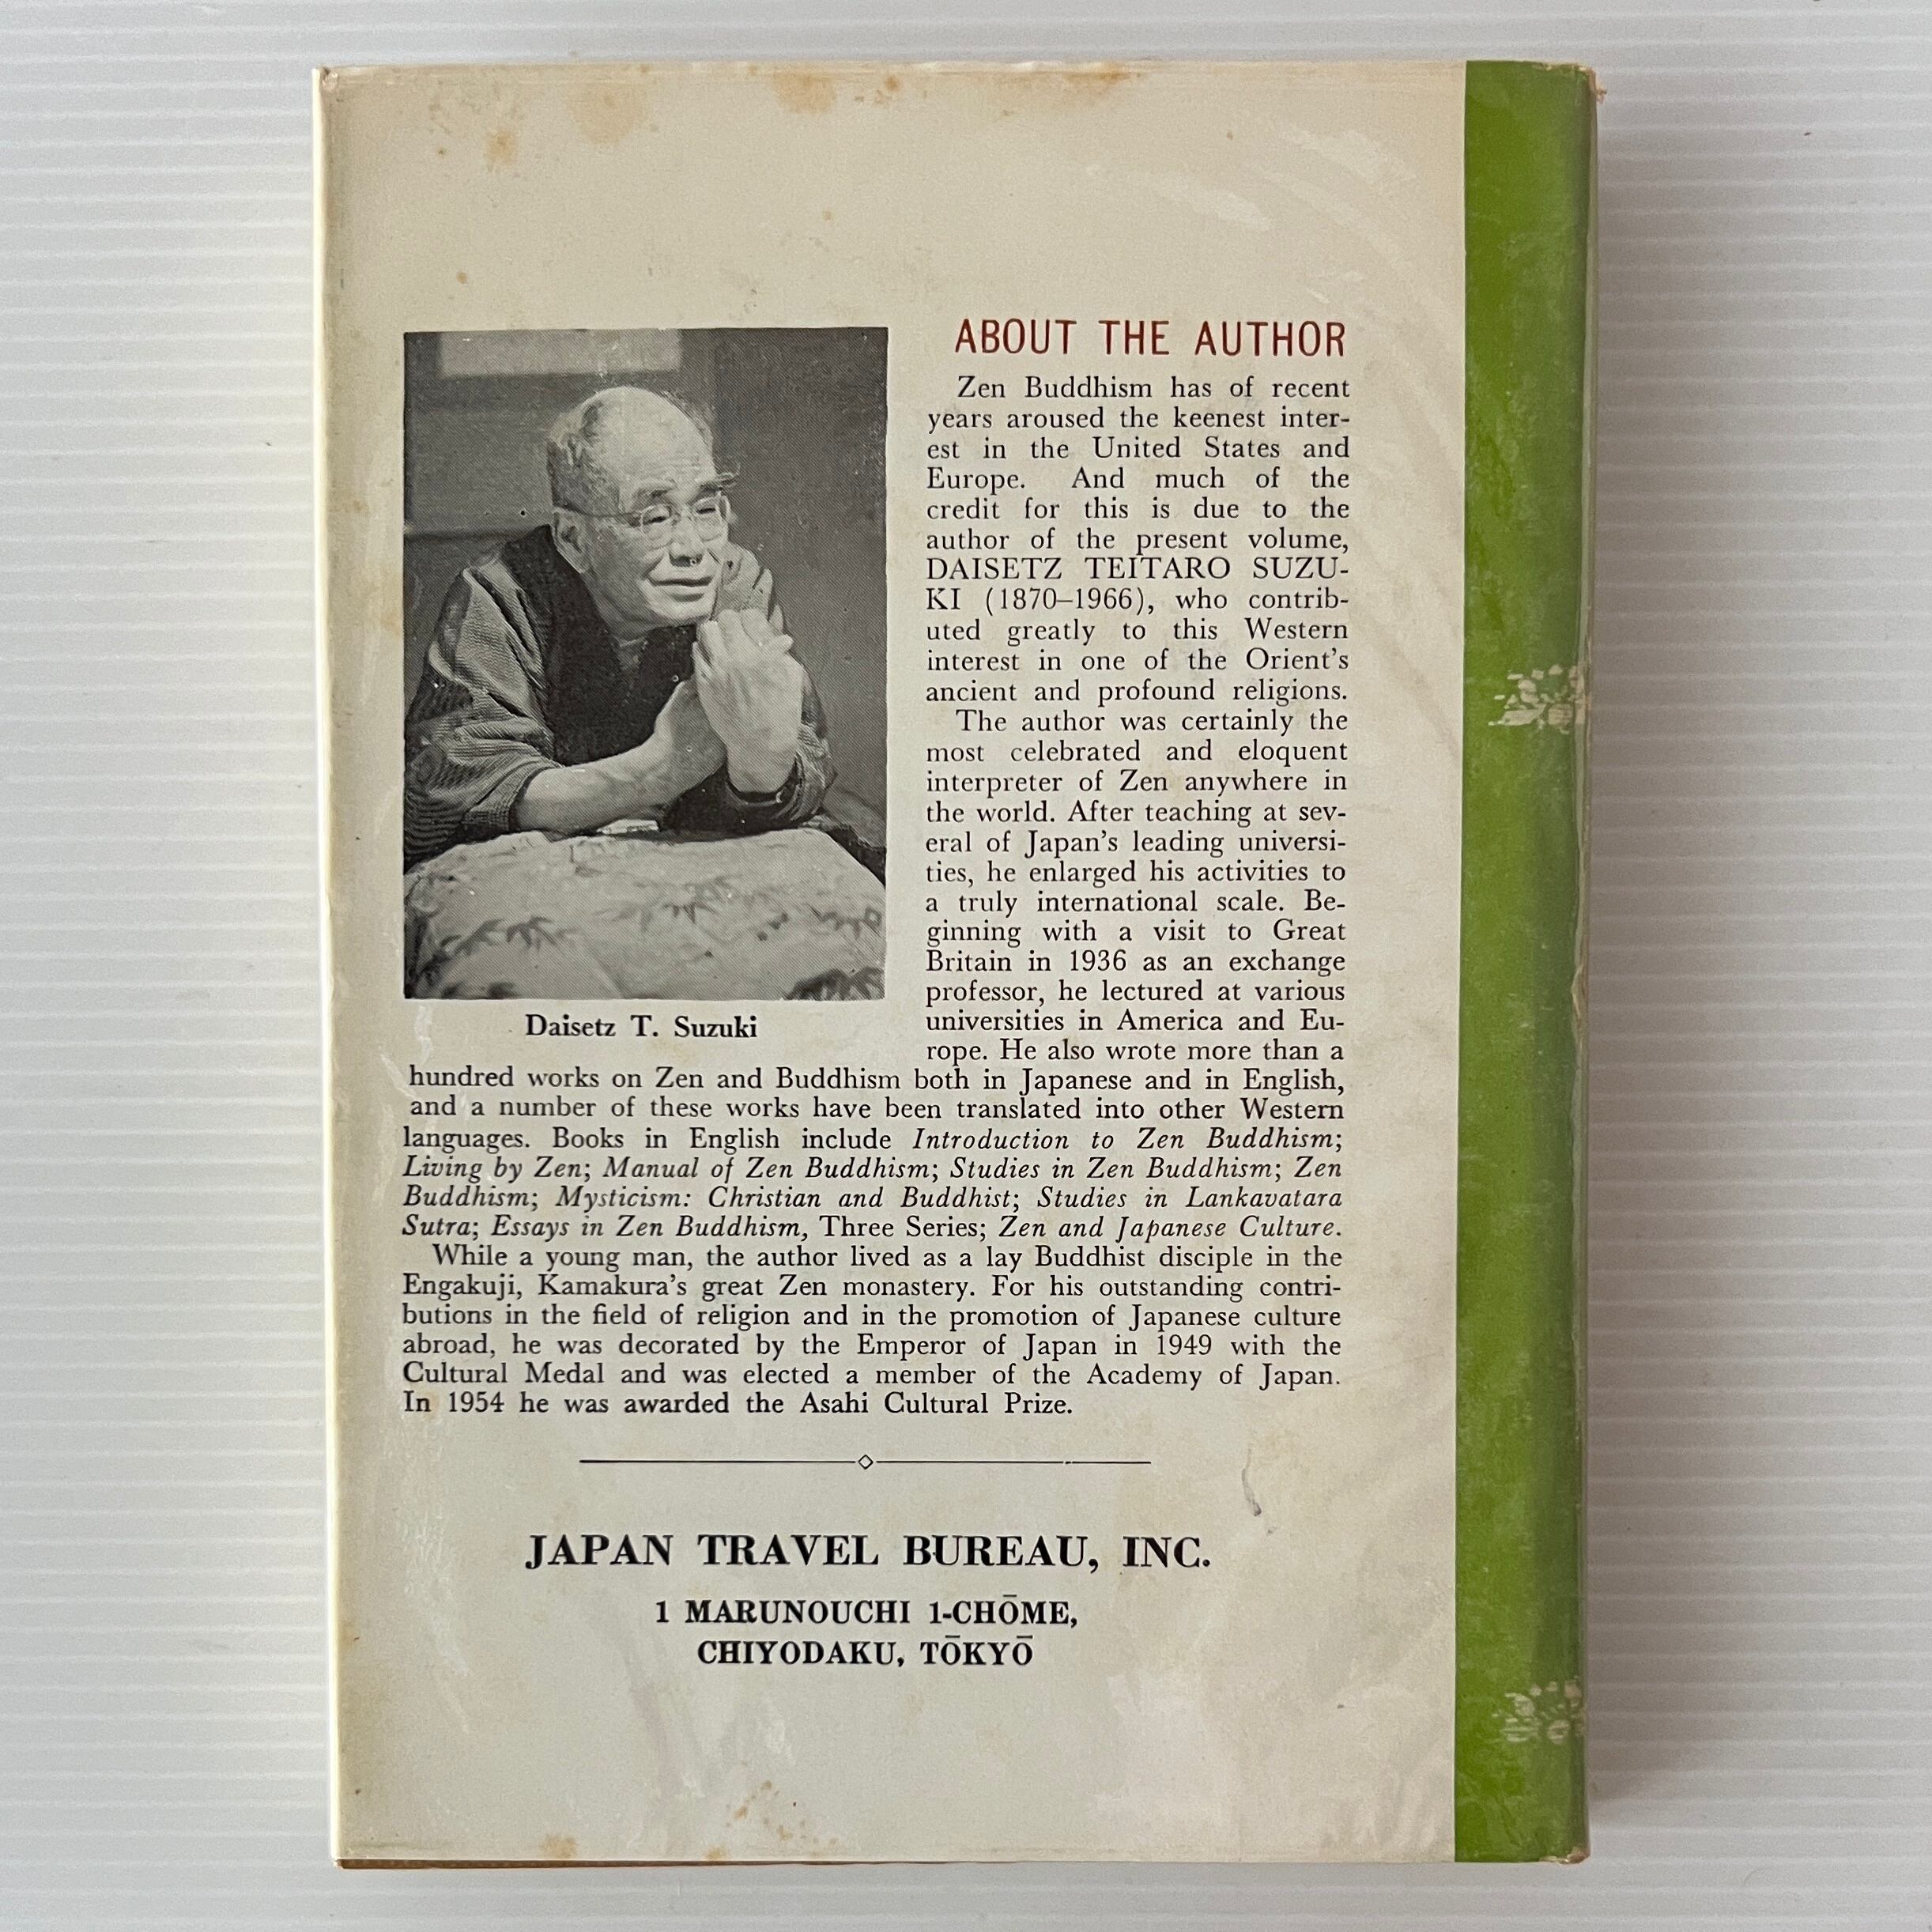 ABOUT THE AUTHOR
Zen Buddhism has of recent
years aroused the keenest inter-
est in the United States and
Europe. And much of the
credit for this is due to the
author of the present volume,
DAISETZ TEITARO SUZU-
KI (1870–1966), who contrib-
uted greatly to this Western
interest in one of the Orient's
ancient and profound religions.
The author was certainly the
most celebrated and eloquent
interpreter of Zen anywhere in
the world. After teaching at sev-
eral of Japan's leading universi-
ties, he enlarged his activities to
a truly international scale. Be-
ginning with a visit to Great
Britain in 1936 as an exchange
professor, he lectured at various
universities in America and Eu-
rope. He also wrote more than a
Daisetz T. Suzuki
hundred works on Zen and Buddhism both in Japanese and in English,
and a number of these works have been translated into other Western
languages. Books in English include Introduction to Zen Buddhism;
Living by Zen; Manual of Zen Buddhism; Studies in Zen Buddhism; Zen
Buddhism; Mysticism: Christian and Buddhist; Studies in Lankavatara
Sutra; Essays in Zen Buddhism, Three Series; Zen and Japanese Culture.
While a young man, the author lived as a lay Buddhist disciple in the
Engakuji, Kamakura's great Zen monastery. For his outstanding contri-
butions in the field of religion and in the promotion of Japanese culture
abroad, he was decorated by the Emperor of Japan in 1949 with the
Cultural Medal and was elected a member of the Academy of Japan.
In 1954 he was awarded the Asahi Cultural Prize.
JAPAN TRAVEL BUREAU, INC.
1 MARUNOUCHI 1-CHŌME,
CHIYODAKU, TŌKYŌ